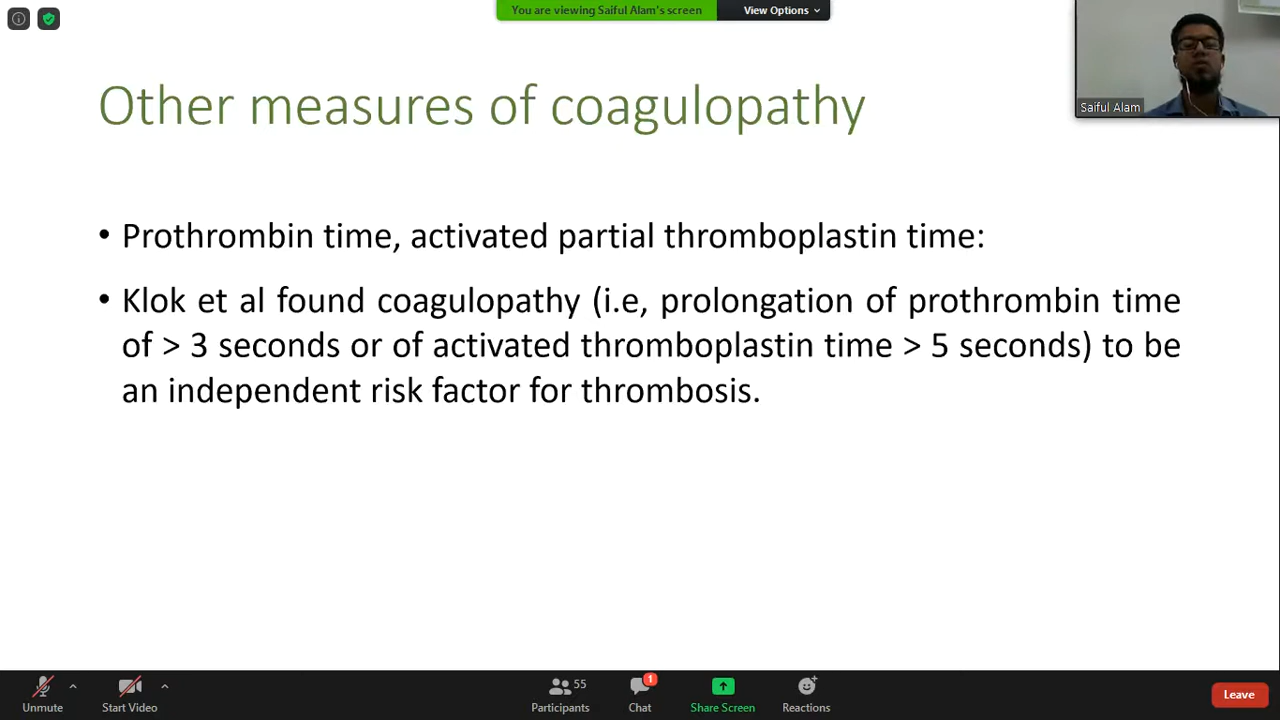 You are viewing Saiful Alam's screen
View Options
Saiful Alam
Other measures of coagulopathy
• Prothrombin time, activated partial thromboplastin time:
• Klok et al found coagulopathy (i.e, prolongation of prothrombin time
of > 3 seconds or of activated thromboplastin time > 5 seconds) to be
an independent risk factor for thrombosis.
Unmute
Start Video
55
Participants
1
Chat
Share Screen
Reactions
Leave